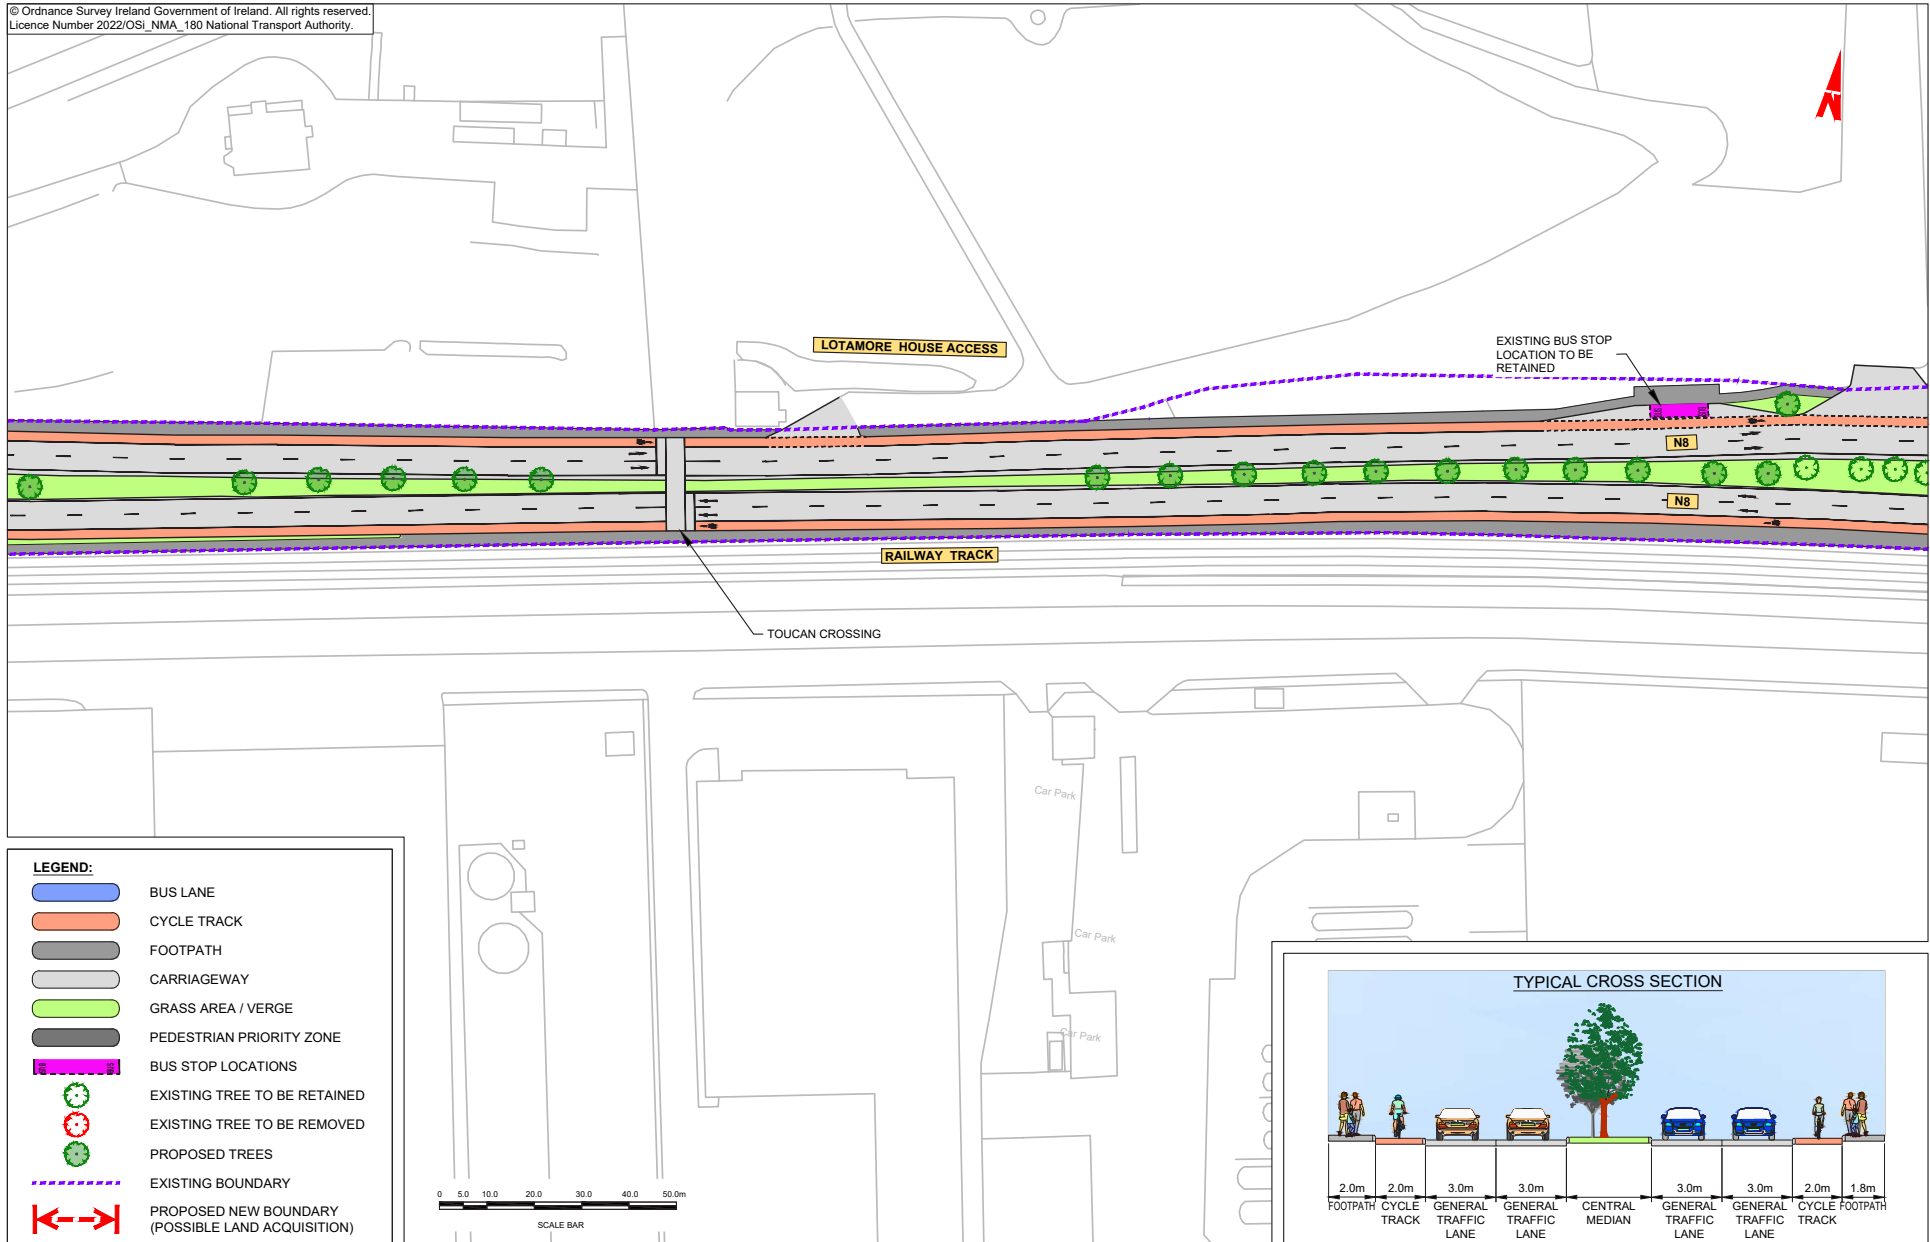 © Ordnance Survey Ireland Government of Ireland. All rights reserved.
Licence Number 2022/OSi_NMA_180 National Transport Authority.
N
LOTAMORE HOUSE ACCESS
EXISTING BUS STOP
LOCATION TO BE
RETAINED
BUS BUS
N8
N8
RAILWAY TRACK
TOUCAN CROSSING
Car Park
Car Park
Car Park
LEGEND:
BUS LANE
CYCLE TRACK
FOOTPATH
CARRIAGEWAY
GRASS AREA / VERGE
PEDESTRIAN PRIORITY ZONE
BUS BUS
BUS STOP LOCATIONS
EXISTING TREE TO BE RETAINED
EXISTING TREE TO BE REMOVED
PROPOSED TREES
EXISTING BOUNDARY
PROPOSED NEW BOUNDARY
(POSSIBLE LAND ACQUISITION)
0 5.0 10.0 20.0 30.0 40.0 50.0m
SCALE BAR
TYPICAL CROSS SECTION
2.0m 2.0m 3.0m 3.0m 3.0m 3.0m 2.0m 1.8m
FOOTPATH CYCLE GENERAL GENERAL CENTRAL GENERAL GENERAL CYCLE FOOTPATH
TRACK TRAFFIC TRAFFIC MEDIAN TRAFFIC TRAFFIC TRACK
LANE LANE LANE LANE